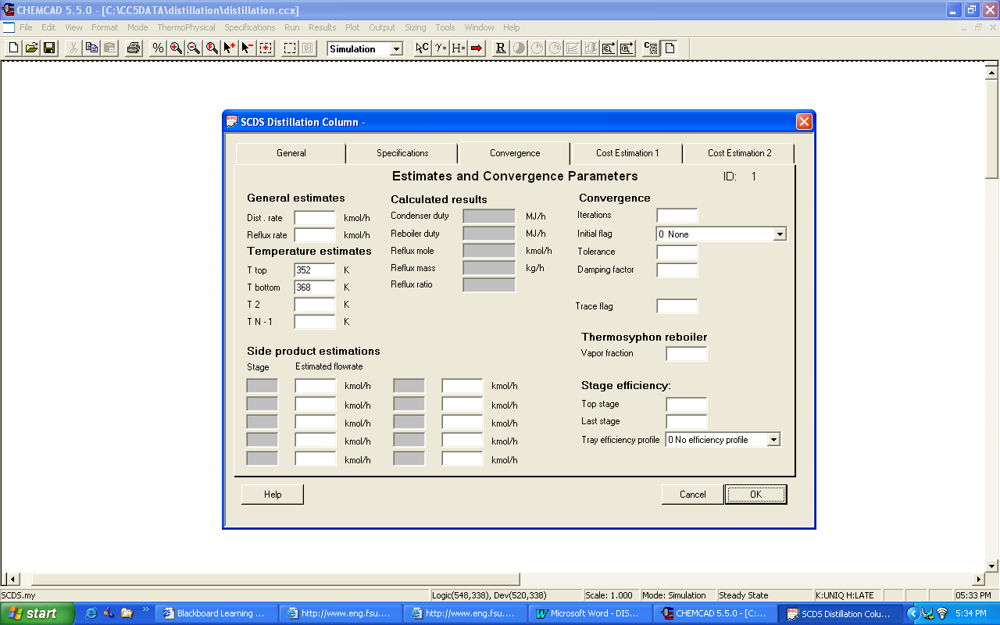 CHEMCAD 5.5.0 - [C:\CC5DATA\distillation\distillation.ccx]
File Edit View Format Mode ThermoPhysical Specifications Run Results Plot Output Sizing Tools Window Help
% Simulation C γ= H= R
SCDS Distillation Column -
General Specifications Convergence Cost Estimation 1 Cost Estimation 2
Estimates and Convergence Parameters ID: 1
General estimates
Dist . rate kmol/h
Reflux rate kmol/h
Temperature estimates
T top 352 K
T bottom 368 K
T 2 K
T N - 1 K
Calculated results
Condenser duty MJ/h
Reboiler duty MJ/h
Reflux mole kmol/h
Reflux mass kg/h
Reflux ratio
Convergence
Iterations
Initial flag 0 None
Tolerance
Damping factor
Trace flag
Thermosyphon reboiler
Vapor fraction
Side product estimations
Stage Estimated flowrate
kmol/h kmol/h
kmol/h kmol/h
kmol/h kmol/h
kmol/h kmol/h
kmol/h kmol/h
Stage efficiency:
Top stage
Last stage
Tray efficiency profile 0 No efficiency profile
Help Cancel OK
SCDS.my Logic(548,338), Dev(520,338) Scale: 1.000 Mode: Simulation Steady State K:UNIQ H:LATE 05:33 PM
start Blackboard Learning ... http://www.eng.fsu.... http://www.eng.fsu.... Microsoft Word - DIS... CHEMCAD 5.5.0 - [C:... SCDS Distillation Colu... 5:34 PM